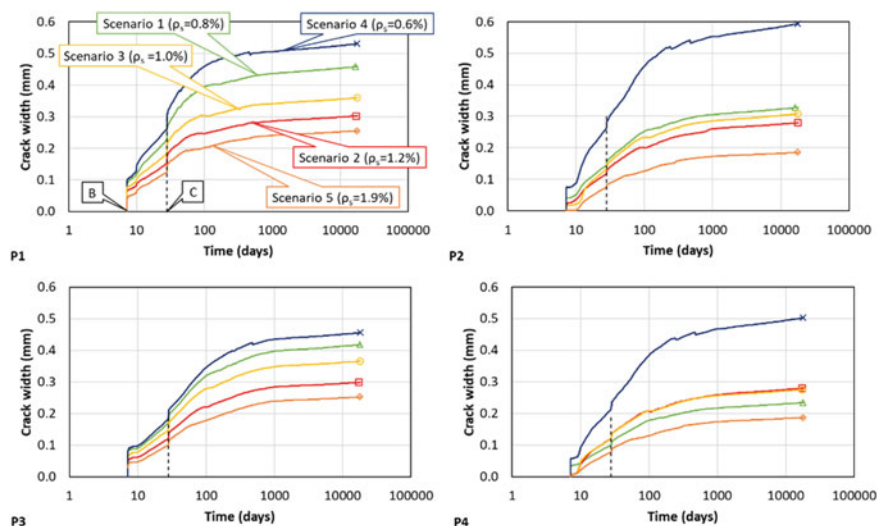 0.6
0.5
0.4
0.3
0.2
0.1
0.0
Crack width (mm)
Scenario 1 (ρs=0.8%)
Scenario 4 (ρs=0.6%)
Scenario 3 (ρs =1.0%)
Scenario 2 (ρs=1.2%)
Scenario 5 (ρs=1.9%)
B
C
1 10 100 1000 10000 100000
Time (days)
P1
0.6
0.5
0.4
0.3
0.2
0.1
0.0
Crack width (mm)
1 10 100 1000 10000 100000
Time (days)
P2
0.6
0.5
0.4
0.3
0.2
0.1
0.0
Crack width (mm)
1 10 100 1000 10000 100000
Time (days)
P3
0.6
0.5
0.4
0.3
0.2
0.1
0.0
Crack width (mm)
1 10 100 1000 10000 100000
Time (days)
P4